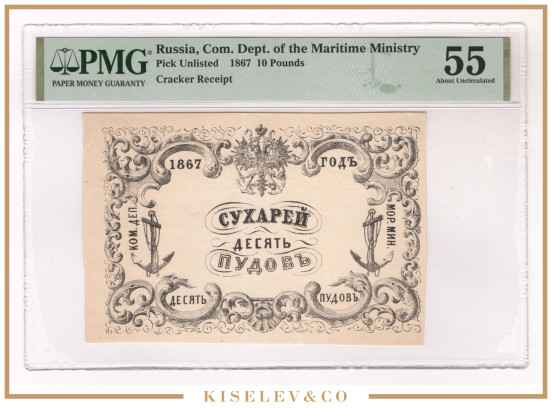 PMG
PAPER MONEY GUARANTY
Russia, Com. Dept. of the Maritime Ministry
Pick Unlisted 1867 10 Pounds
Cracker Receipt
55
About Uncirculated
1867 ГОДЪ
КОМ. ДЕП.
СУХАРЕЙ
ДЕСЯТЬ
ПУДОВЪ
МОР. МИН.
ДЕСЯТЬ ПУДОВЪ
KISELEV&CO